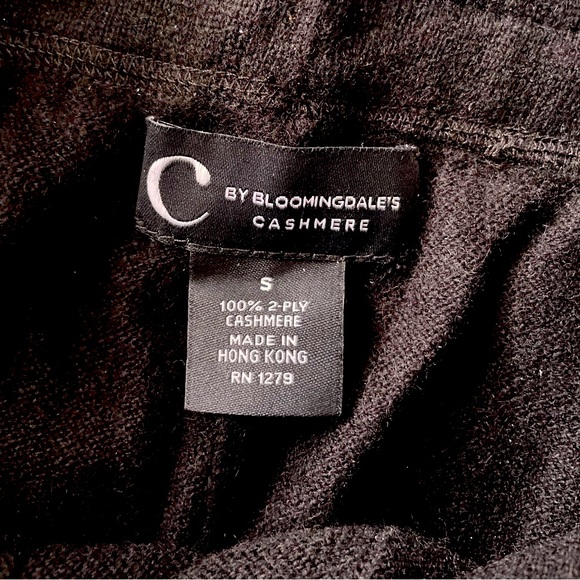 C BY BLOOMINGDALE'S
CASHMERE
S
100% 2-PLY
CASHMERE
MADE IN
HONG KONG
RN 1279